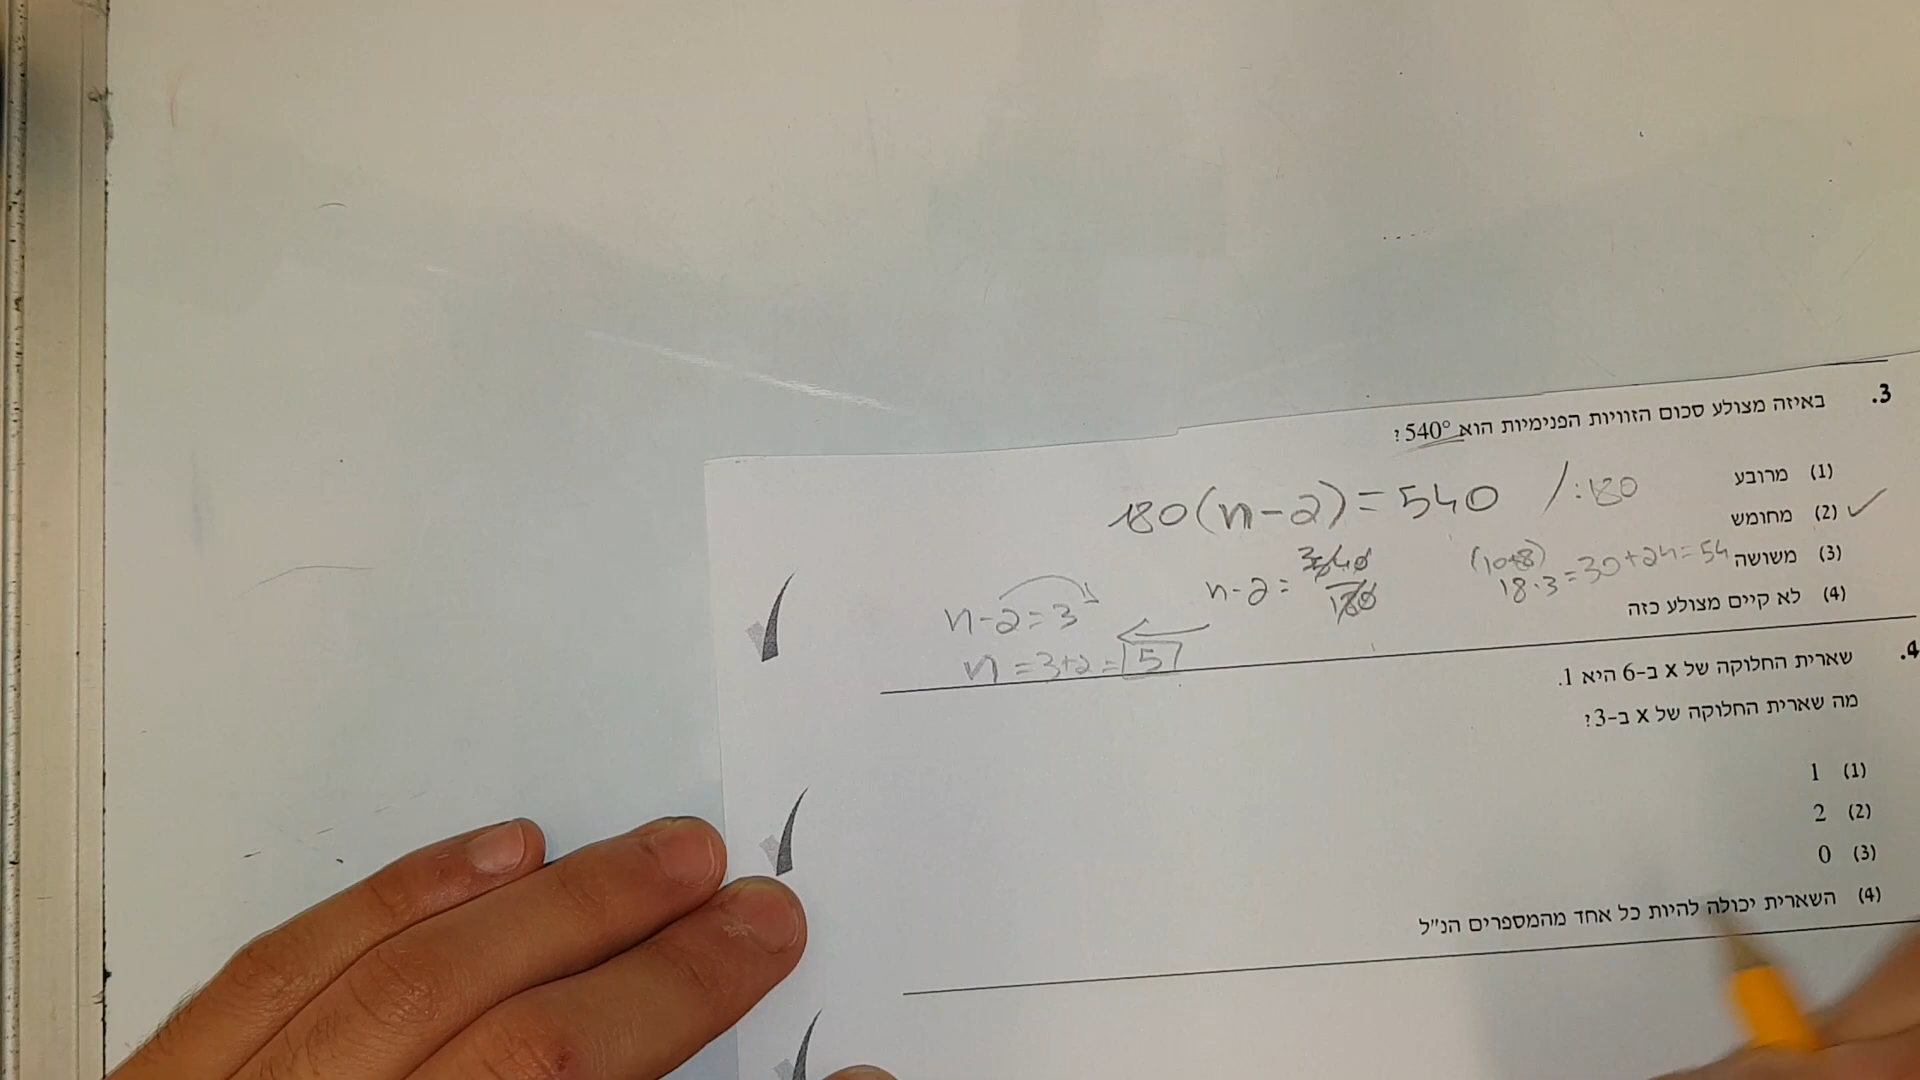 3. באיזה מצולע סכום הזוויות הפנימיות הוא 540°?
(1) מרובע
(2) מחומש ✓
(3) משושה
(4) לא קיים מצולע כזה
180(n-2)=540 /:180
n-2= 540/180 3
(10+8)
18·3=30+24=54
n-2=3
n=3+2=5
4. שארית החלוקה של x ב-6 היא 1.
מה שארית החלוקה של x ב-3?
(1) 1
(2) 2
(3) 0
(4) השארית יכולה להיות כל אחד מהמספרים הנ"ל